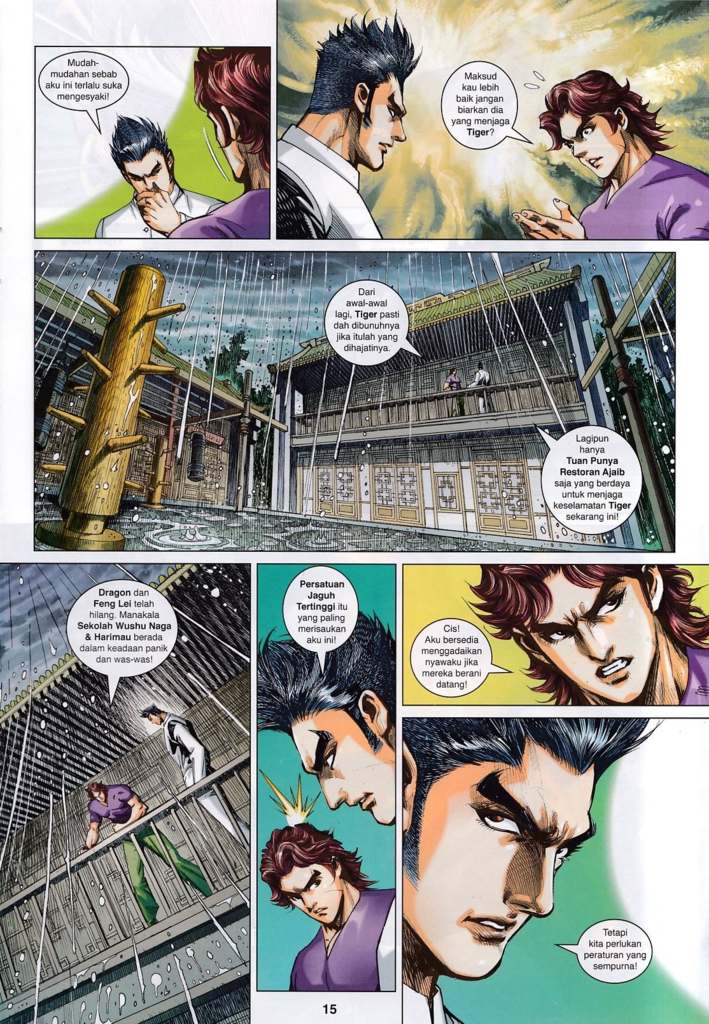 Mudah-
mudahan sebab
aku ini terlalu suka
mengesyaki!
Maksud
kau lebih
baik jangan
biarkan dia
yang menjaga
Tiger?
Dari
awal-awal
lagi, Tiger pasti
dah dibunuhnya
jika itulah yang
dihajatinya.
Lagipun
hanya
Tuan Punya
Restoran Ajaib
saja yang berdaya
untuk menjaga
keselamatan Tiger
sekarang ini!
Dragon dan
Feng Lei telah
hilang. Manakala
Sekolah Wushu Naga
& Harimau berada
dalam keadaan panik
dan was-was!
Persatuan
Jaguh
Tertinggi itu
yang paling
merisaukan
aku ini!
Cis!
Aku bersedia
menggadaikan
nyawaku jika
mereka berani
datang!
Tetapi
kita perlukan
peraturan yang
sempurna!
15